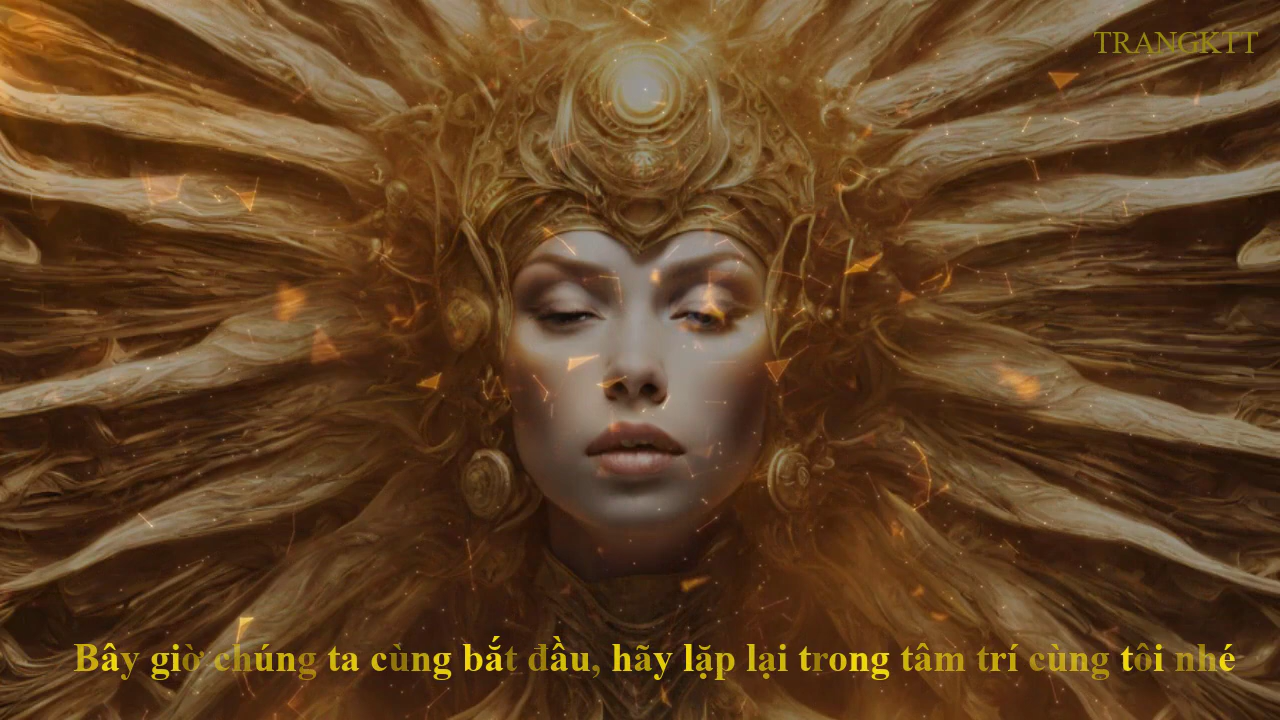 TRANGKTT
Bây giờ chúng ta cùng bắt đầu, hãy lặp lại trong tâm trí cùng tôi nhé